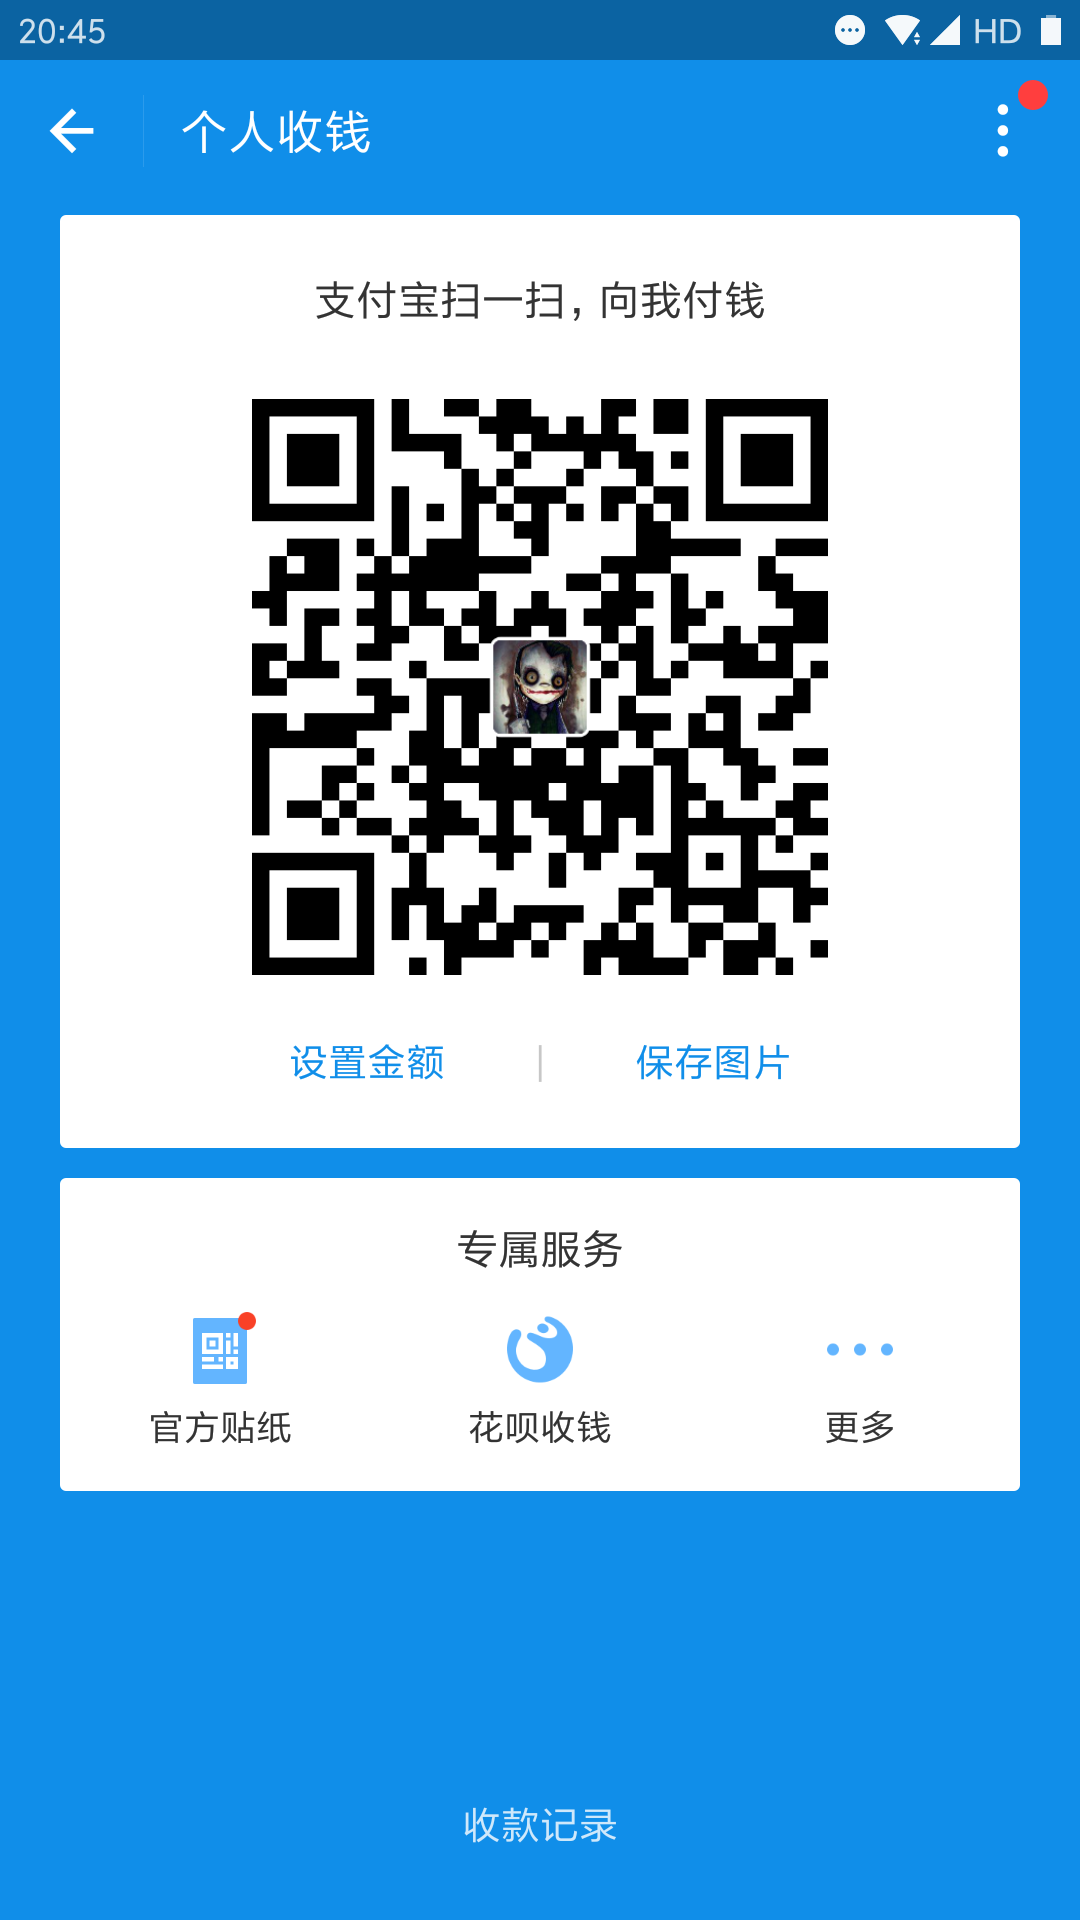 20:45
HD
个人收钱
支付宝扫一扫，向我付钱
设置金额 | 保存图片
专属服务
官方贴纸 花呗收钱 更多
收款记录